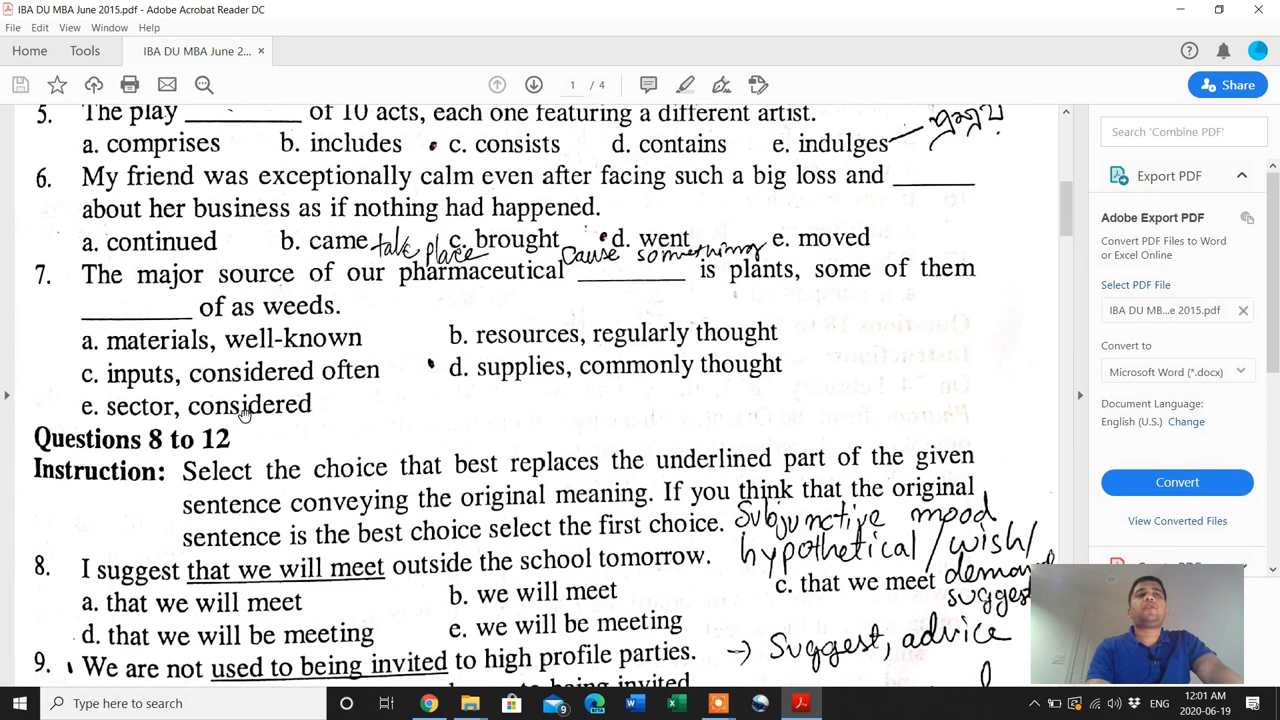 IBA DU MBA June 2015.pdf - Adobe Acrobat Reader DC
File Edit View Window Help
Home Tools IBA DU MBA June 2... ×
1 / 4
Share
5. The play __________ of 10 acts, each one featuring a different artist.
a. comprises b. includes c. consists d. contains e. indulges
6. My friend was exceptionally calm even after facing such a big loss and _______
about her business as if nothing had happened.
a. continued b. came take place c. brought Cause something d. went e. moved
7. The major source of our pharmaceutical _________ is plants, some of them
_________ of as weeds.
a. materials, well-known b. resources, regularly thought
c. inputs, considered often d. supplies, commonly thought
e. sector, considered
Questions 8 to 12
Instruction: Select the choice that best replaces the underlined part of the given
sentence conveying the original meaning. If you think that the original
sentence is the best choice select the first choice.
Subjunctive mood
hypothetical / wish /
demand
suggest
8. I suggest that we will meet outside the school tomorrow.
a. that we will meet b. we will meet c. that we meet
d. that we will be meeting e. we will be meeting
→ Suggest, advice
9. We are not used to being invited to high profile parties.
to being invited
Search 'Combine PDF'
Export PDF
Adobe Export PDF
Convert PDF Files to Word
or Excel Online
Select PDF File
IBA DU MB...e 2015.pdf ×
Convert to
Microsoft Word (*.docx)
Document Language:
English (U.S.) Change
Convert
View Converted Files
Type here to search
ENG
12:01 AM
2020-06-19